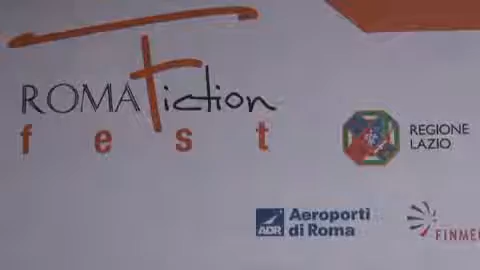 ROMA Fiction
fest
REGIONE
LAZIO
ADR
Aeroporti
di Roma